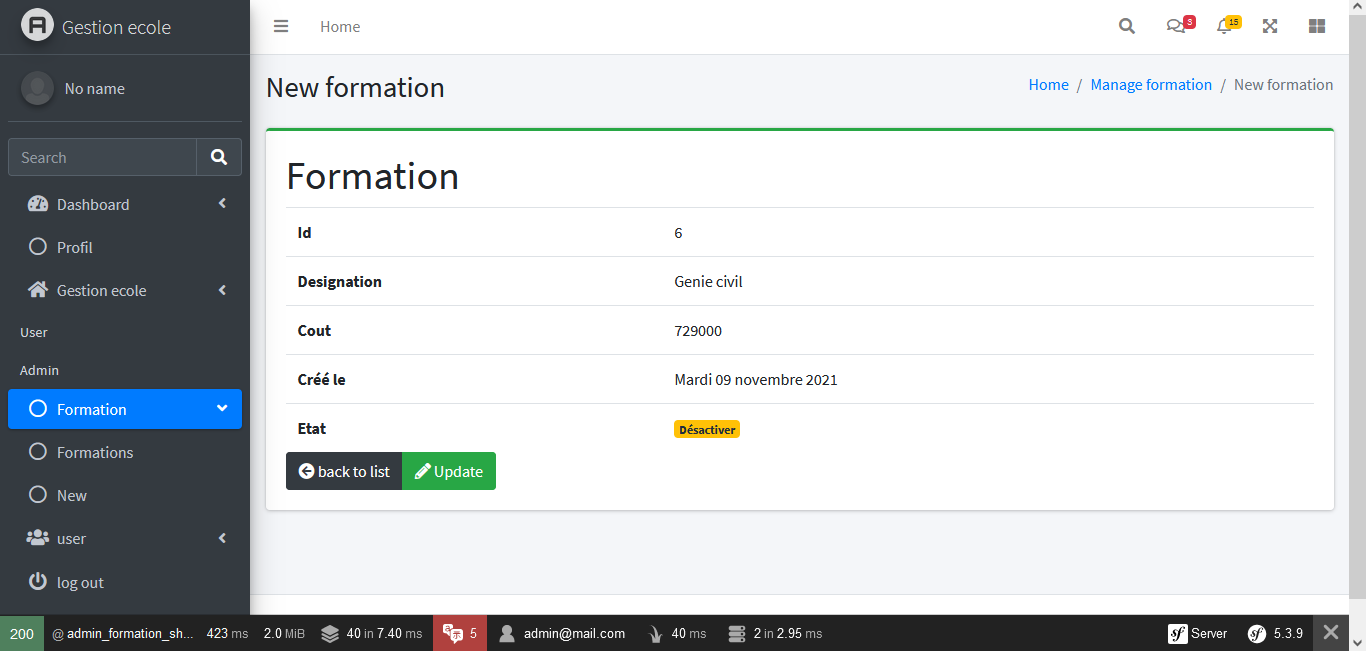 Gestion ecole
Home
3
15
No name
New formation
Home / Manage formation / New formation
Search
Dashboard
Profil
Gestion ecole
User
Admin
Formation
Formations
New
user
log out
Formation
Id 6
Designation Genie civil
Cout 729000
Créé le Mardi 09 novembre 2021
Etat Désactiver
back to list Update
200 @ admin_formation_sh... 423 ms 2.0 MiB 40 in 7.40 ms 5 admin@mail.com 40 ms 2 in 2.95 ms sf Server sf 5.3.9